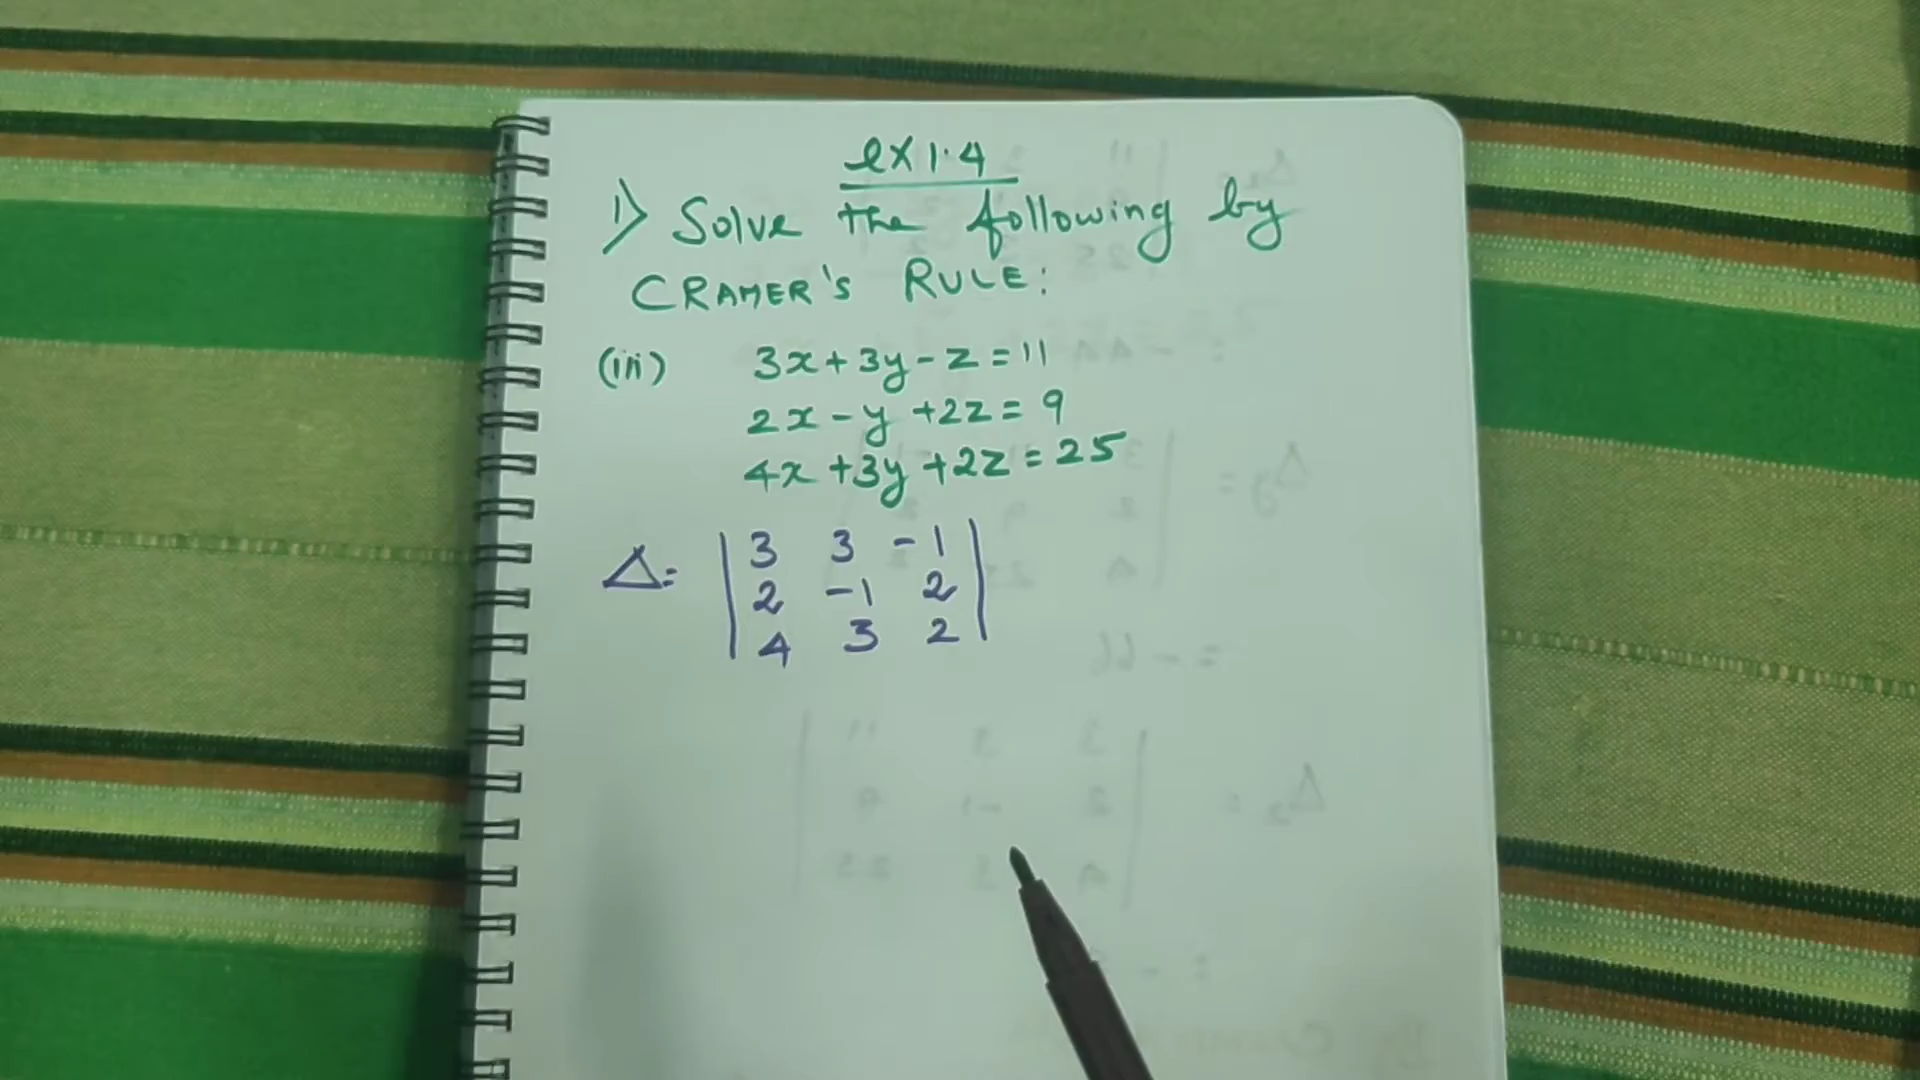 ex 1.4
1) Solve the following by
CRAMER'S RULE:
(iii) 3x + 3y - z = 11
2x - y + 2z = 9
4x + 3y + 2z = 25
Δ = | 3 3 -1 |
| 2 -1 2 |
| 4 3 2 |